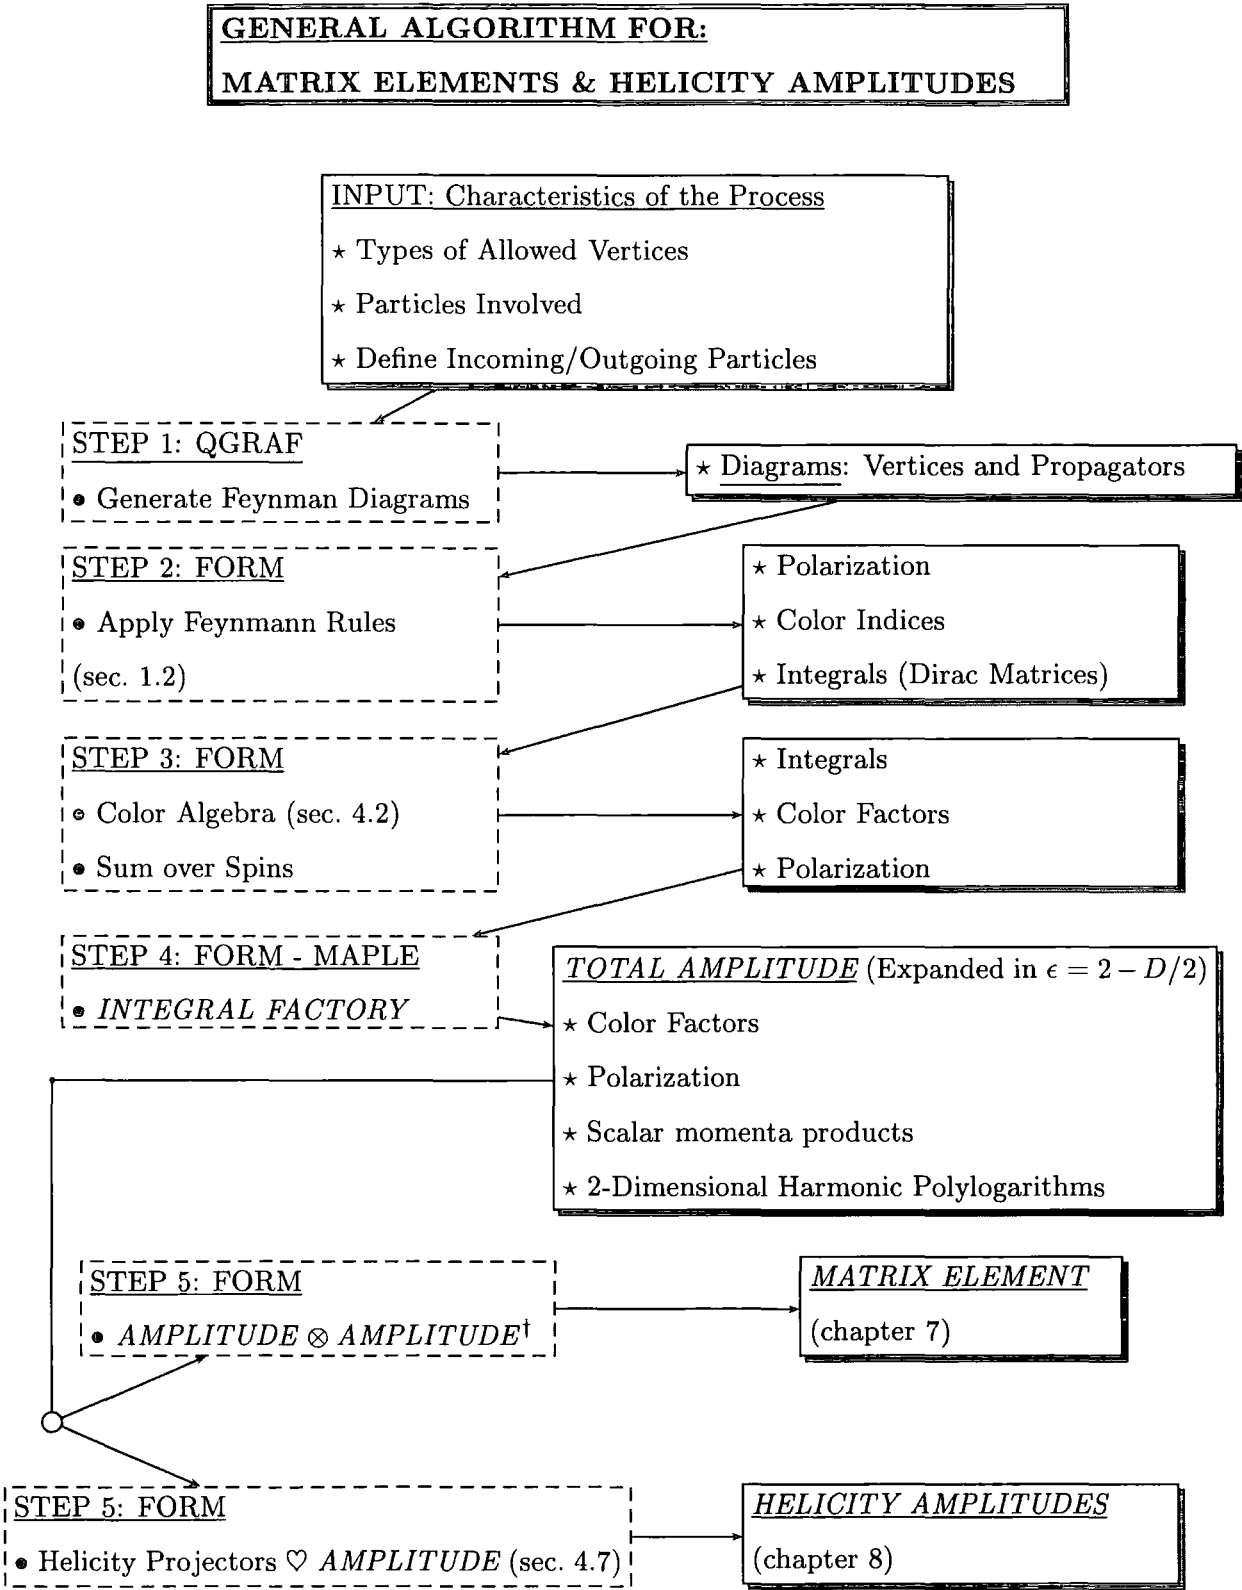 GENERAL ALGORITHM FOR:
MATRIX ELEMENTS & HELICITY AMPLITUDES
INPUT: Characteristics of the Process
⋆ Types of Allowed Vertices
⋆ Particles Involved
⋆ Define Incoming/Outgoing Particles
STEP 1: QGRAF
• Generate Feynman Diagrams
⋆ Diagrams: Vertices and Propagators
STEP 2: FORM
• Apply Feynmann Rules
(sec. 1.2)
⋆ Polarization
⋆ Color Indices
⋆ Integrals (Dirac Matrices)
STEP 3: FORM
• Color Algebra (sec. 4.2)
• Sum over Spins
⋆ Integrals
⋆ Color Factors
⋆ Polarization
STEP 4: FORM - MAPLE
• INTEGRAL FACTORY
TOTAL AMPLITUDE (Expanded in ϵ = 2 – D/2)
⋆ Color Factors
⋆ Polarization
⋆ Scalar momenta products
⋆ 2-Dimensional Harmonic Polylogarithms
STEP 5: FORM
• AMPLITUDE ⊗ AMPLITUDE†
MATRIX ELEMENT
(chapter 7)
STEP 5: FORM
• Helicity Projectors ♡ AMPLITUDE (sec. 4.7)
HELICITY AMPLITUDES
(chapter 8)